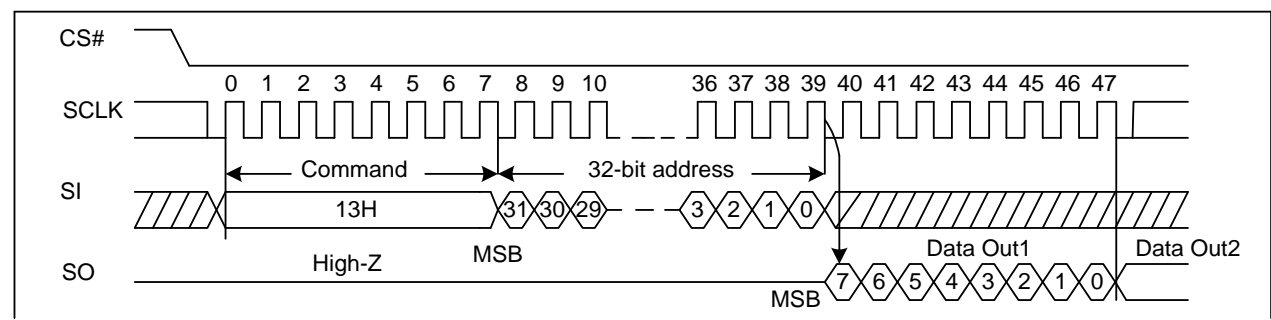 CS#
0 1 2 3 4 5 6 7 8 9 10 36 37 38 39 40 41 42 43 44 45 46 47
SCLK
Command 32-bit address
SI
13H 31 30 29 3 2 1 0
MSB
High-Z Data Out1 Data Out2
SO
7 6 5 4 3 2 1 0
MSB